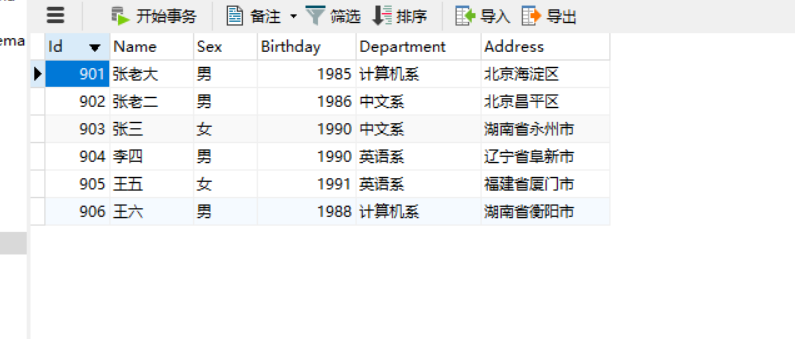 开始事务 备注 筛选 排序 导入 导出
ema
Id Name Sex Birthday Department Address
901 张老大 男 1985 计算机系 北京海淀区
902 张老二 男 1986 中文系 北京昌平区
903 张三 女 1990 中文系 湖南省永州市
904 李四 男 1990 英语系 辽宁省阜新市
905 王五 女 1991 英语系 福建省厦门市
906 王六 男 1988 计算机系 湖南省衡阳市